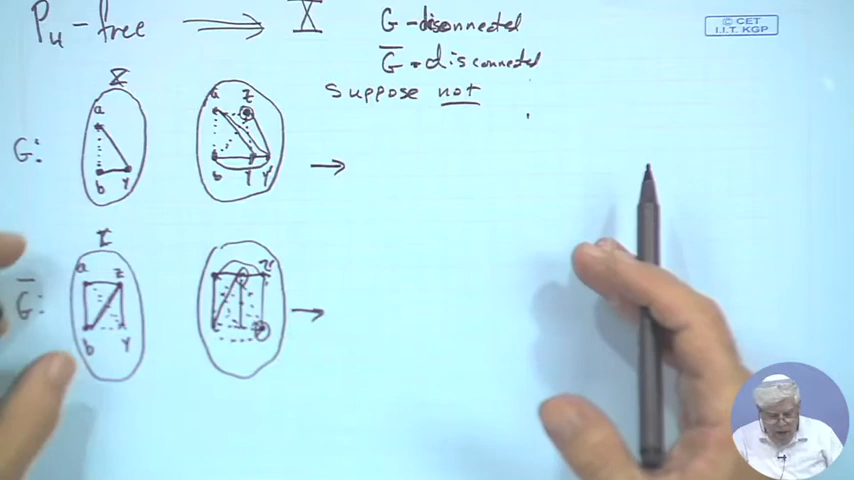 P4-free ⟹ X G-disconnected
© CET
I.I.T. KGP
G̅-disconnected
Suppose not
a
a z
G:
b y
b y y'
a z
G̅:
b y